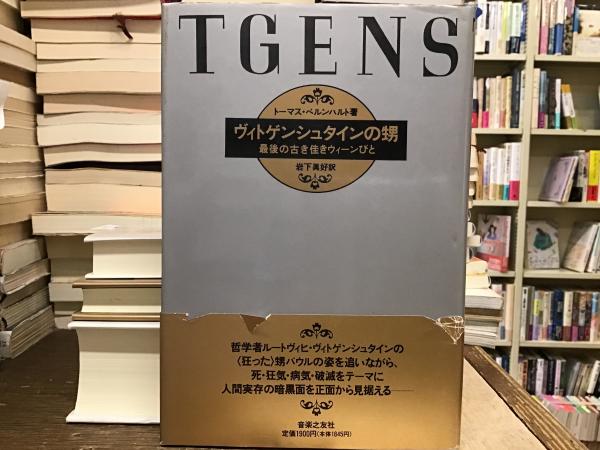 TGENS
トーマス・ベルンハルト著
ヴィトゲンシュタインの甥
最後の古き佳きウィーンびと
岩下眞好訳
哲学者ルートヴィヒ・ヴィトゲンシュタインの
〈狂った〉甥パウルの姿を追いながら、
死・狂気・病気・破滅をテーマに
人間実存の暗黒面を正面から見据える——
音楽之友社
定価1900円(本体1845円)